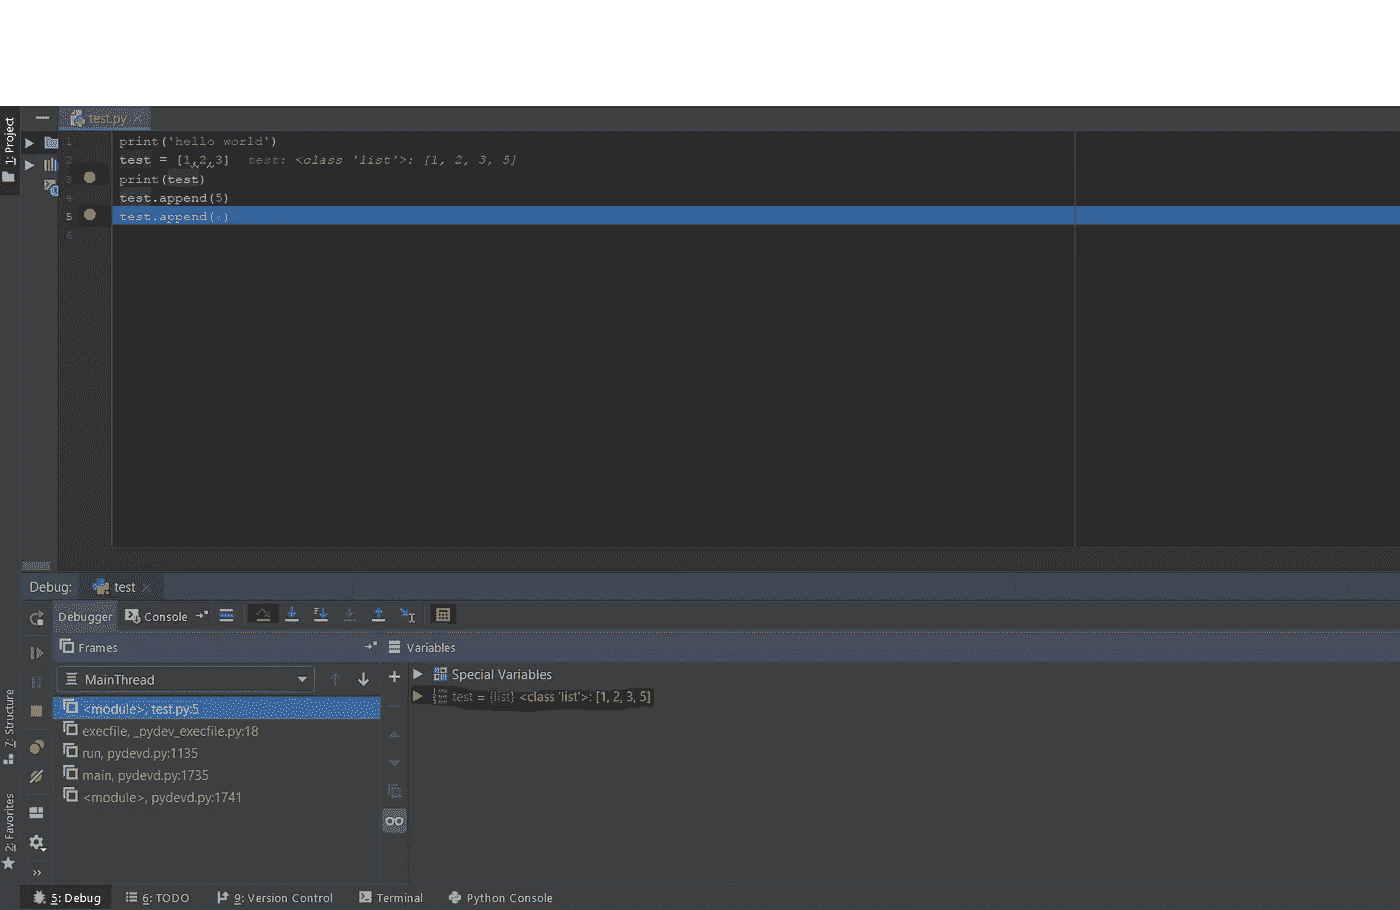 test.py
1: Project
1 print('hello world')
2 test = [1,2,3] test: <class 'list'>: [1, 2, 3, 5]
3 print(test)
4 test.append(5)
5 test.append(
6
Debug: test
Debugger Console
Frames Variables
MainThread Special Variables
test = {list} <class 'list'>: [1, 2, 3, 5]
<module>, test.py:5
execfile, _pydev_execfile.py:18
run, pydevd.py:1135
main, pydevd.py:1735
<module>, pydevd.py:1741
7: Structure
2: Favorites
5: Debug 6: TODO 9: Version Control Terminal Python Console